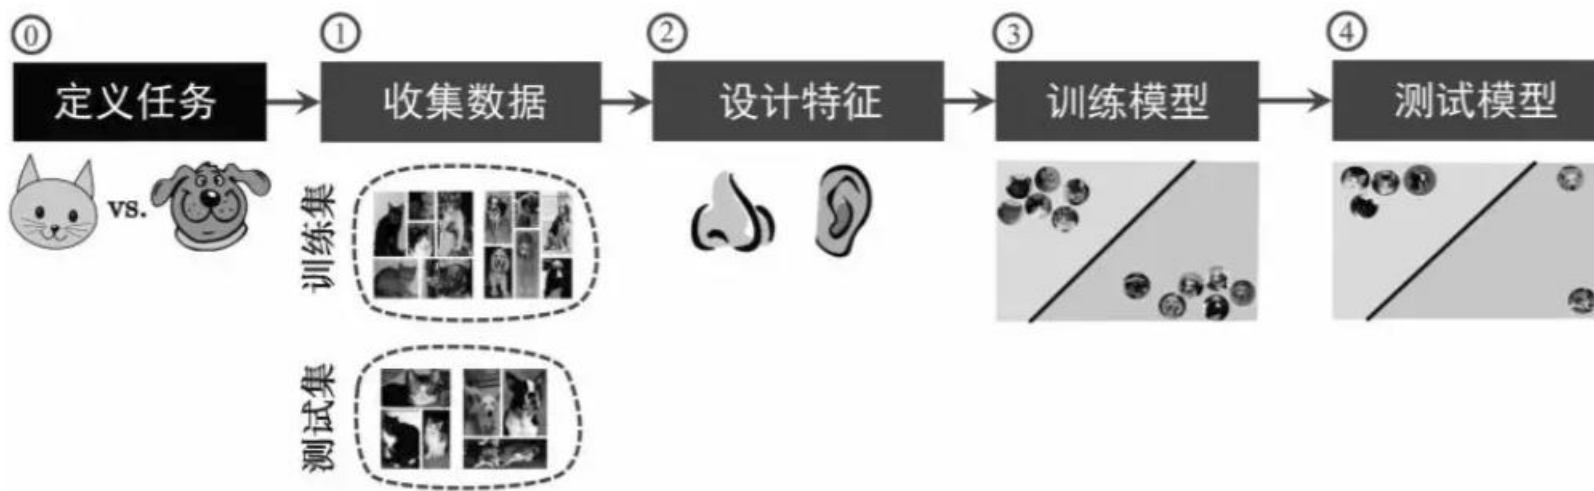 ⓪ ① ② ③ ④
定义任务 收集数据 设计特征 训练模型 测试模型
vs.
训练集
测试集